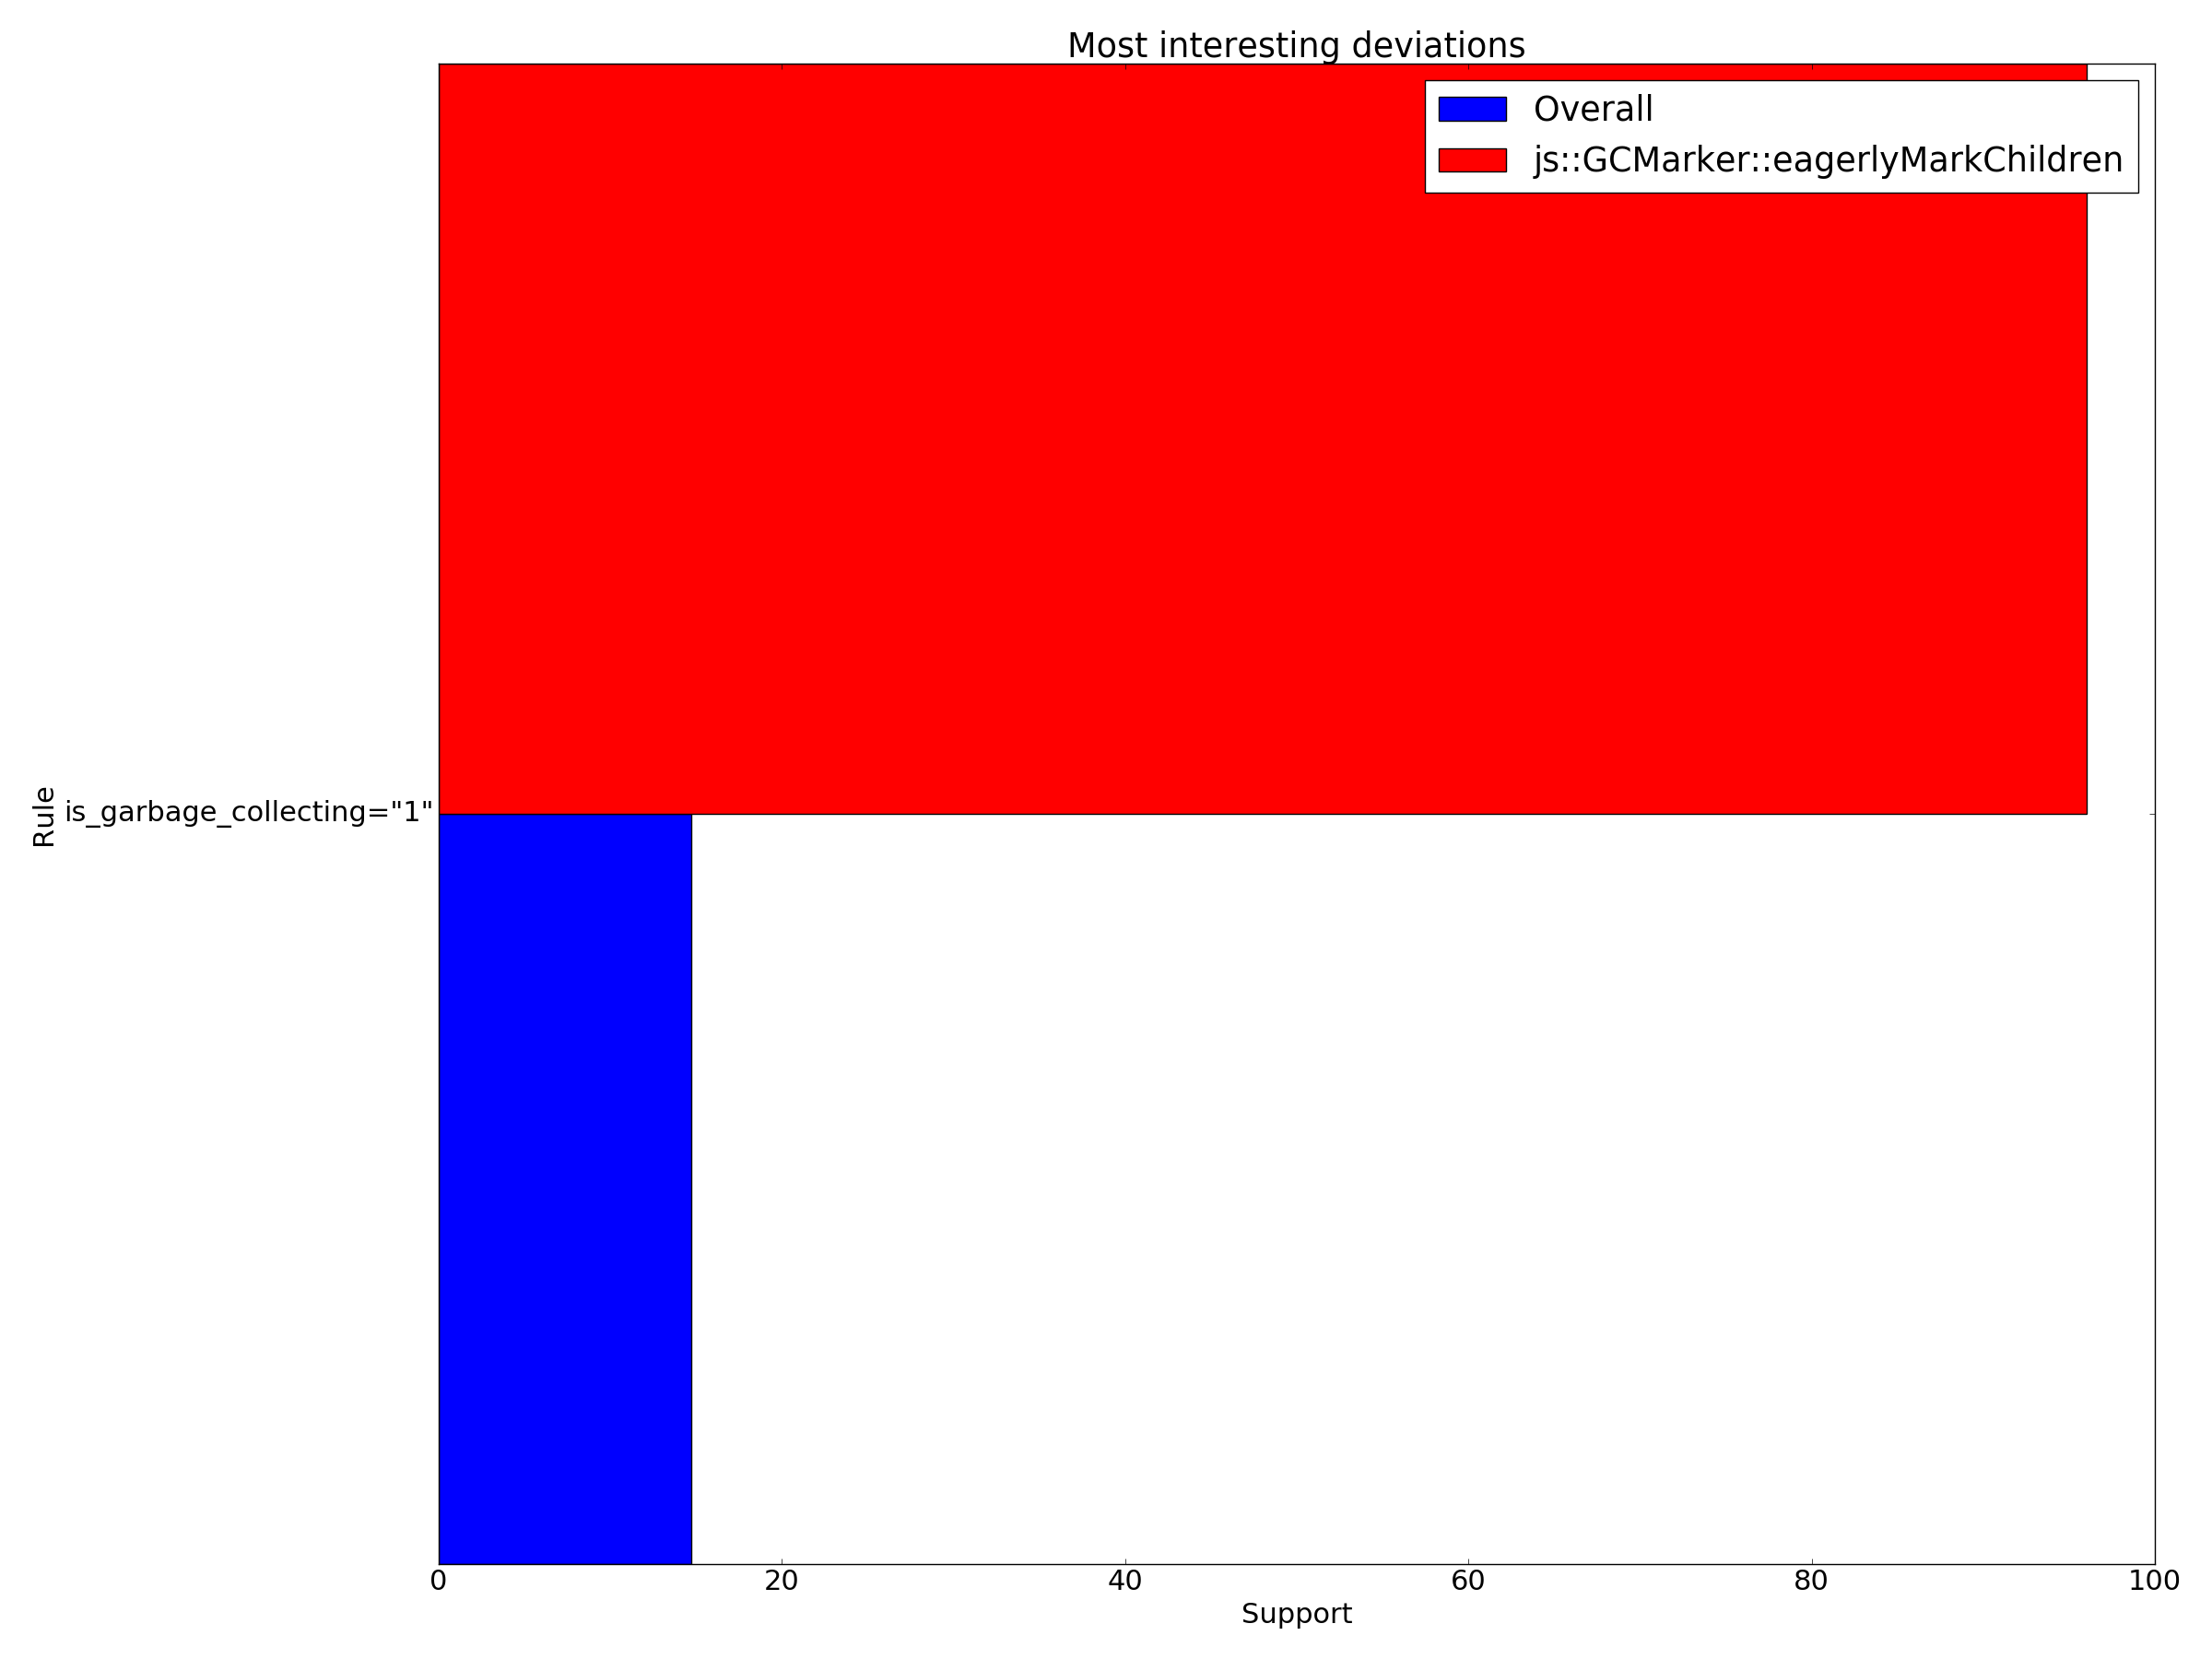 Most interesting deviations
Overall
js::GCMarker::eagerlyMarkChildren
Rule
is_garbage_collecting="1"
0 20 40 60 80 100
Support